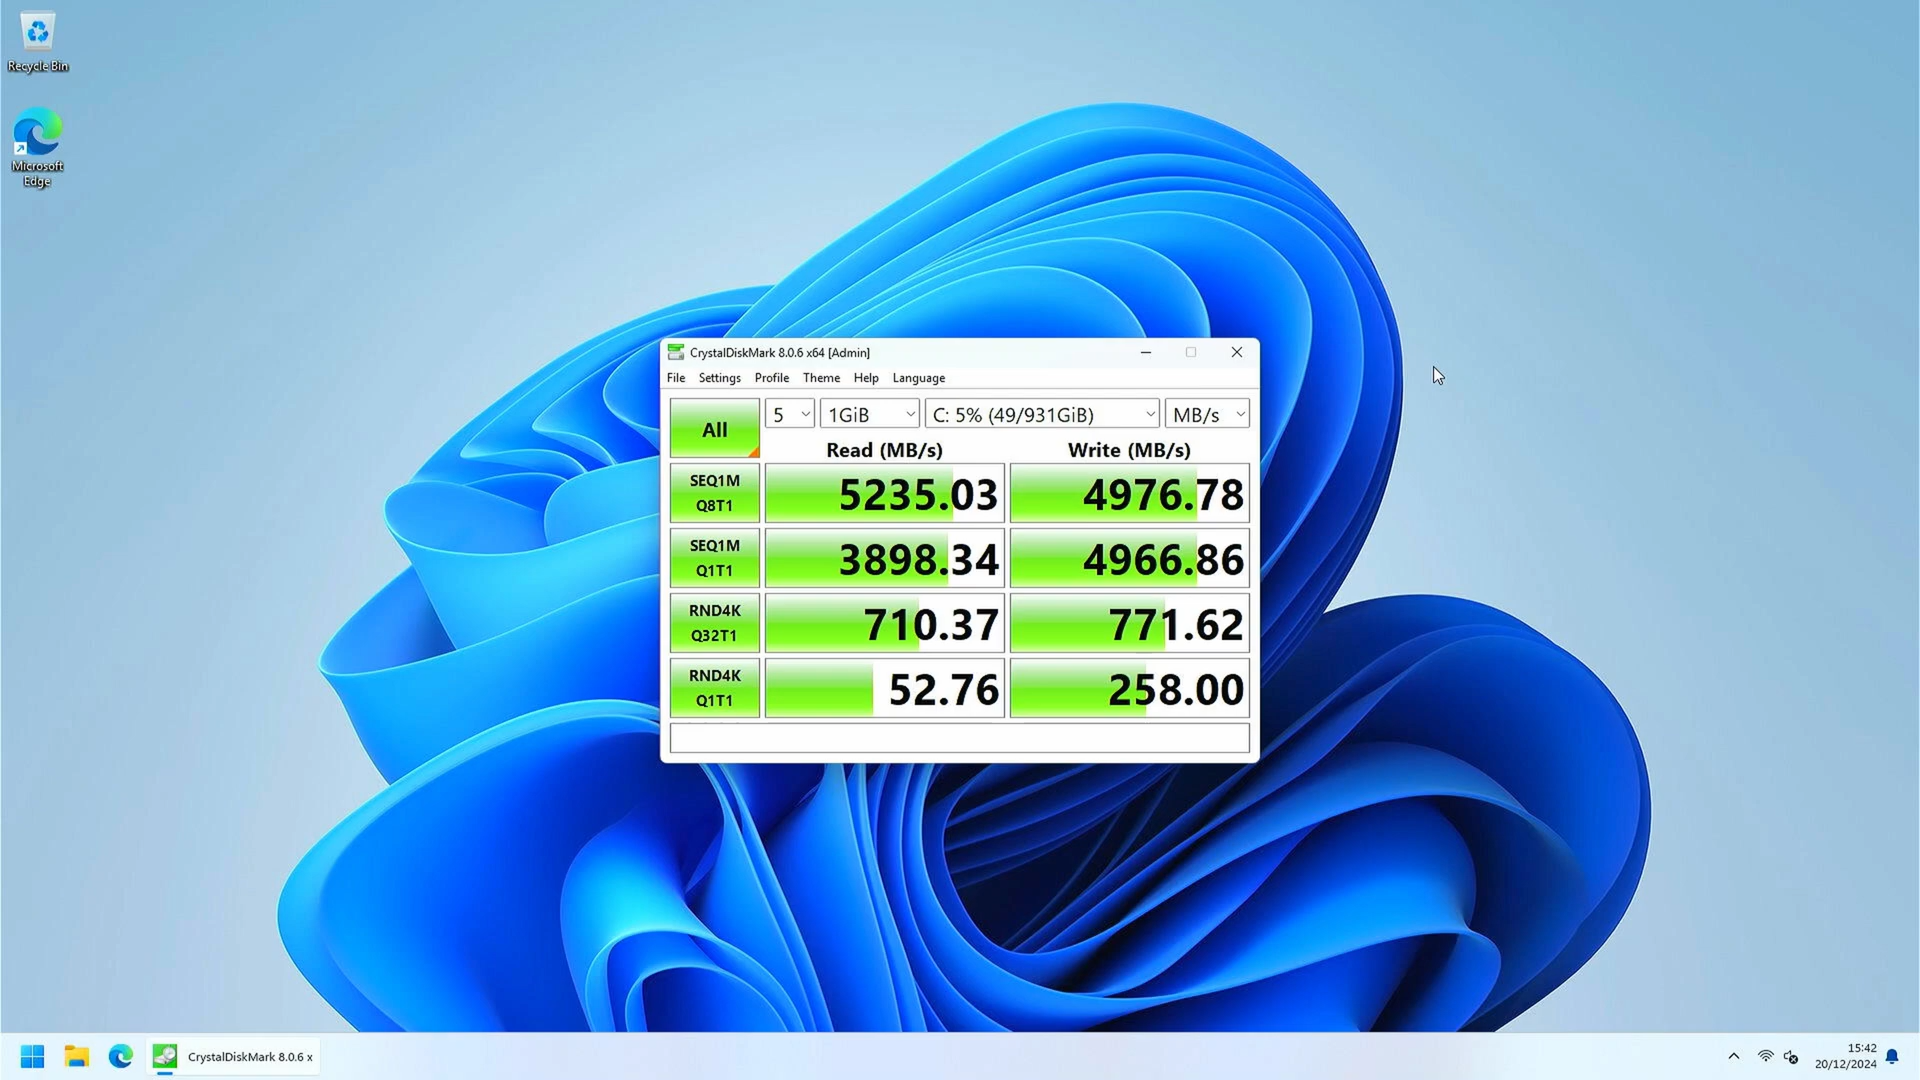 Recycle Bin
Microsoft
Edge
CrystalDiskMark 8.0.6 x64 [Admin]
File Settings Profile Theme Help Language
All 5 1GiB C: 5% (49/931GiB) MB/s
Read (MB/s) Write (MB/s)
SEQ1M
Q8T1 5235.03 4976.78
SEQ1M
Q1T1 3898.34 4966.86
RND4K
Q32T1 710.37 771.62
RND4K
Q1T1 52.76 258.00
CrystalDiskMark 8.0.6 x
15:42
20/12/2024